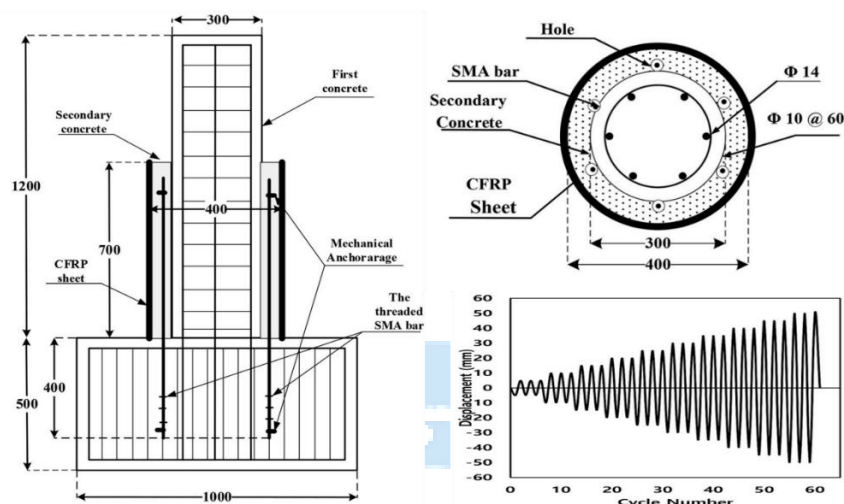 300
First
concrete
Secondary
concrete
1200
700
400
CFRP
sheet
Mechanical
Anchorarage
The
threaded
SMA bar
500
400
1000
Hole
SMA bar
Secondary
Concrete
CFRP
Sheet
Φ 14
Φ 10 @ 60
300
400
60
50
40
30
20
10
0
-10
-20
-30
-40
-50
-60
Displacement (mm)
0 10 20 30 40 50 60
Cycle Number